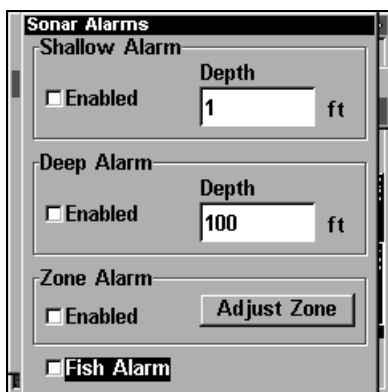 Sonar Alarms
Shallow Alarm
Depth
Enabled
1 ft
Deep Alarm
Depth
Enabled
100 ft
Zone Alarm
Enabled
Adjust Zone
Fish Alarm